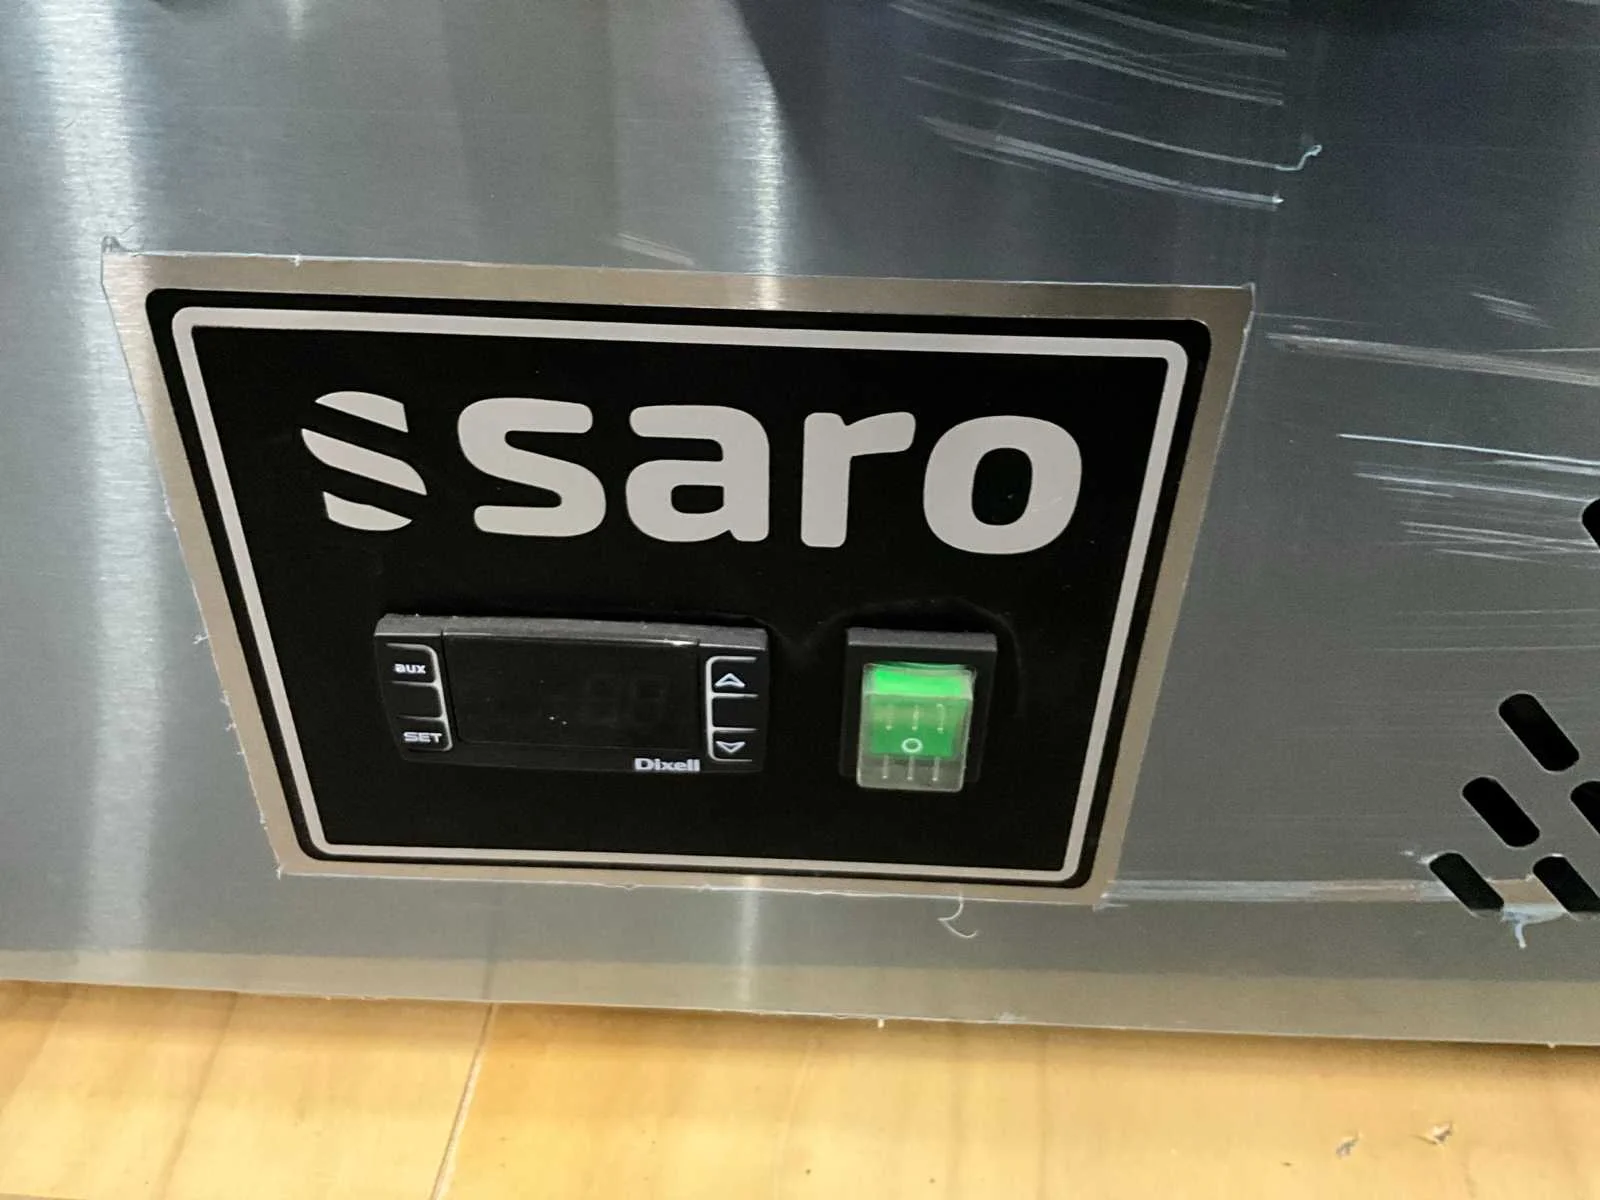 saro
aux
SET
Dixell